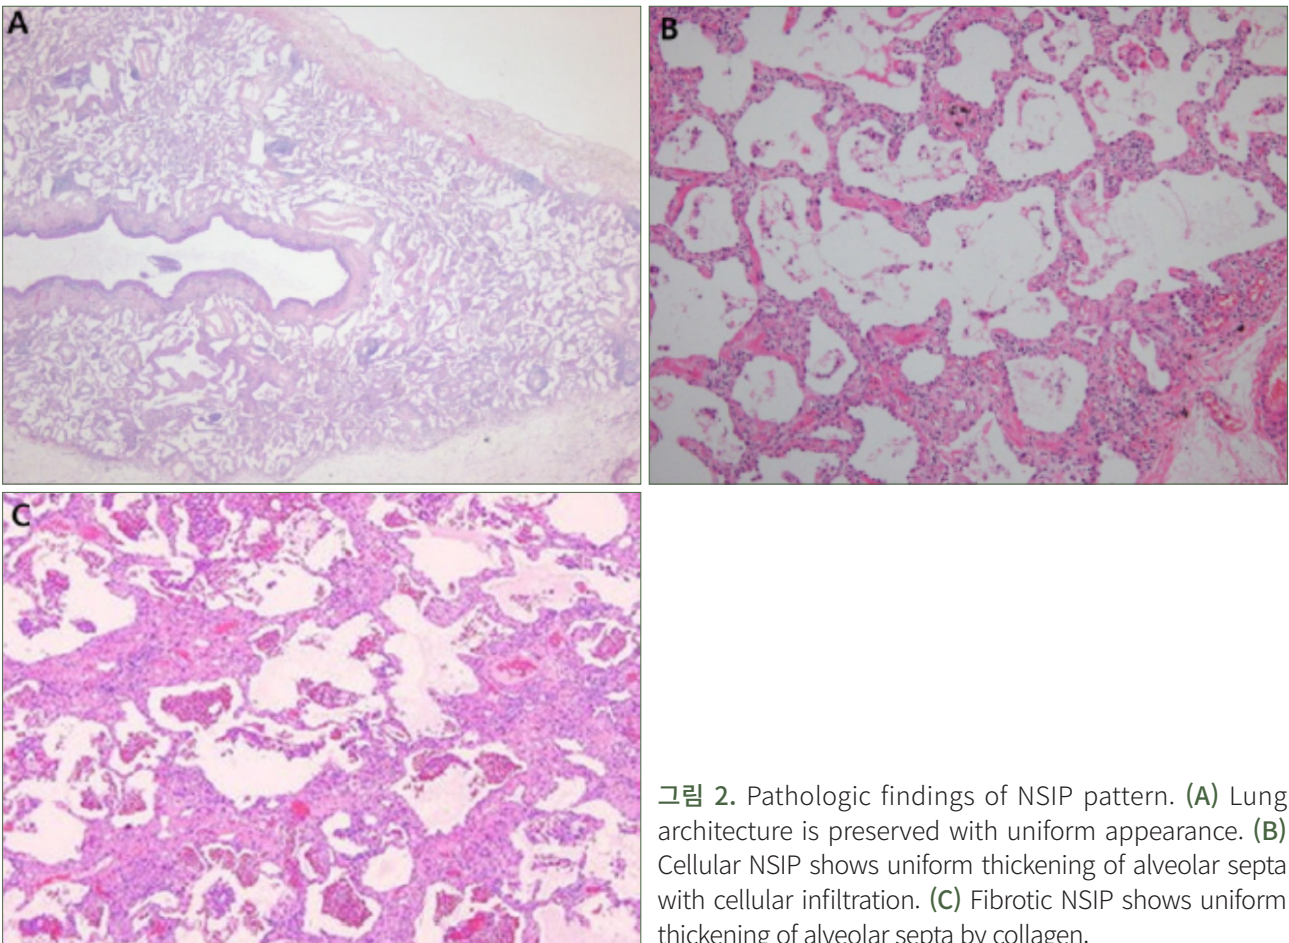 A
B
C
그림 2. Pathologic findings of NSIP pattern. (A) Lung
architecture is preserved with uniform appearance. (B)
Cellular NSIP shows uniform thickening of alveolar septa
with cellular infiltration. (C) Fibrotic NSIP shows uniform
thickening of alveolar septa by collagen.